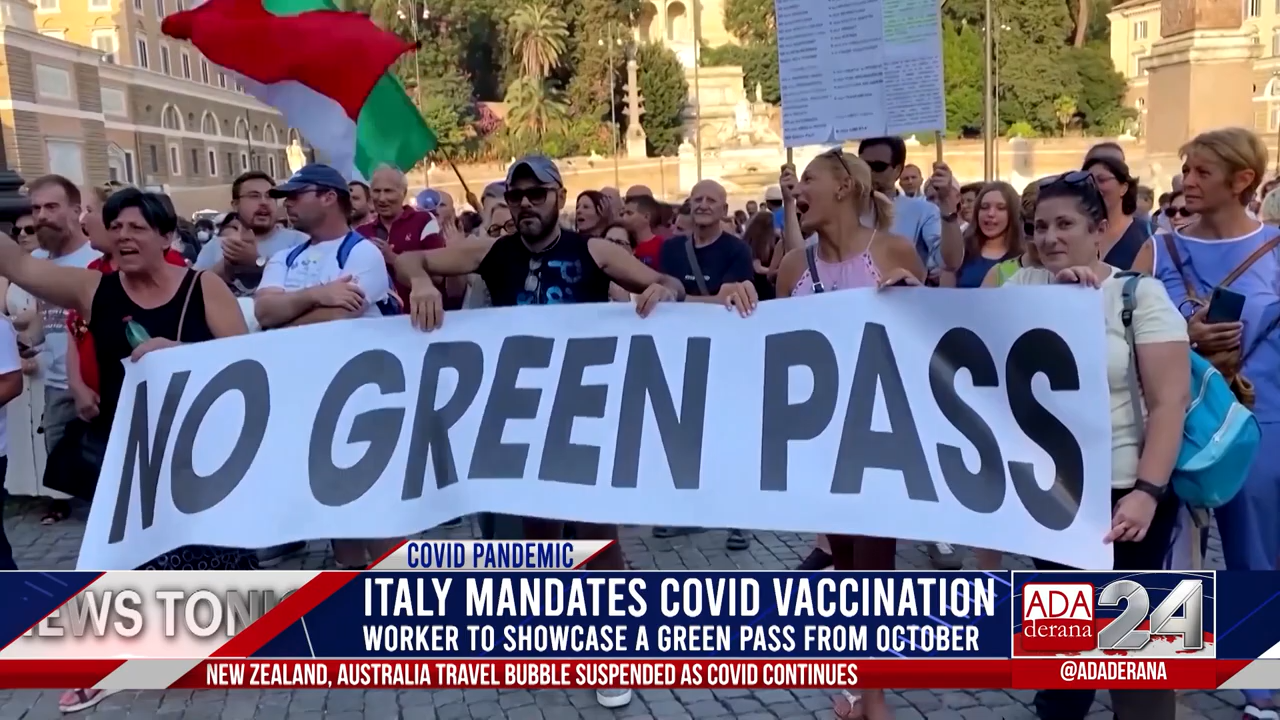 NO GREEN PASS
COVID PANDEMIC
ITALY MANDATES COVID VACCINATION
WORKER TO SHOWCASE A GREEN PASS FROM OCTOBER
NEW ZEALAND, AUSTRALIA TRAVEL BUBBLE SUSPENDED AS COVID CONTINUES
ADA
derana
24
@ADADERANA